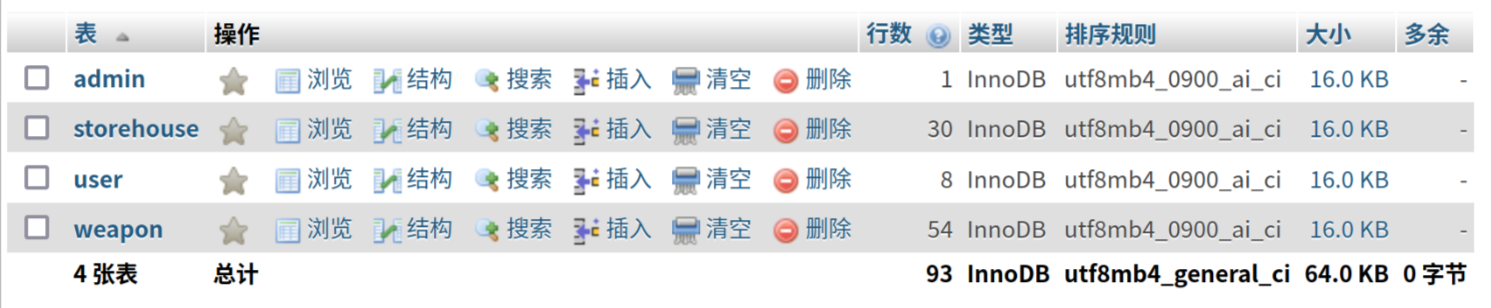 表 操作 行数 类型 排序规则 大小 多余
admin 浏览 结构 搜索 插入 清空 删除 1 InnoDB utf8mb4_0900_ai_ci 16.0 KB -
storehouse 浏览 结构 搜索 插入 清空 删除 30 InnoDB utf8mb4_0900_ai_ci 16.0 KB -
user 浏览 结构 搜索 插入 清空 删除 8 InnoDB utf8mb4_0900_ai_ci 16.0 KB -
weapon 浏览 结构 搜索 插入 清空 删除 54 InnoDB utf8mb4_0900_ai_ci 16.0 KB -
4 张表 总计 93 InnoDB utf8mb4_general_ci 64.0 KB 0 字节